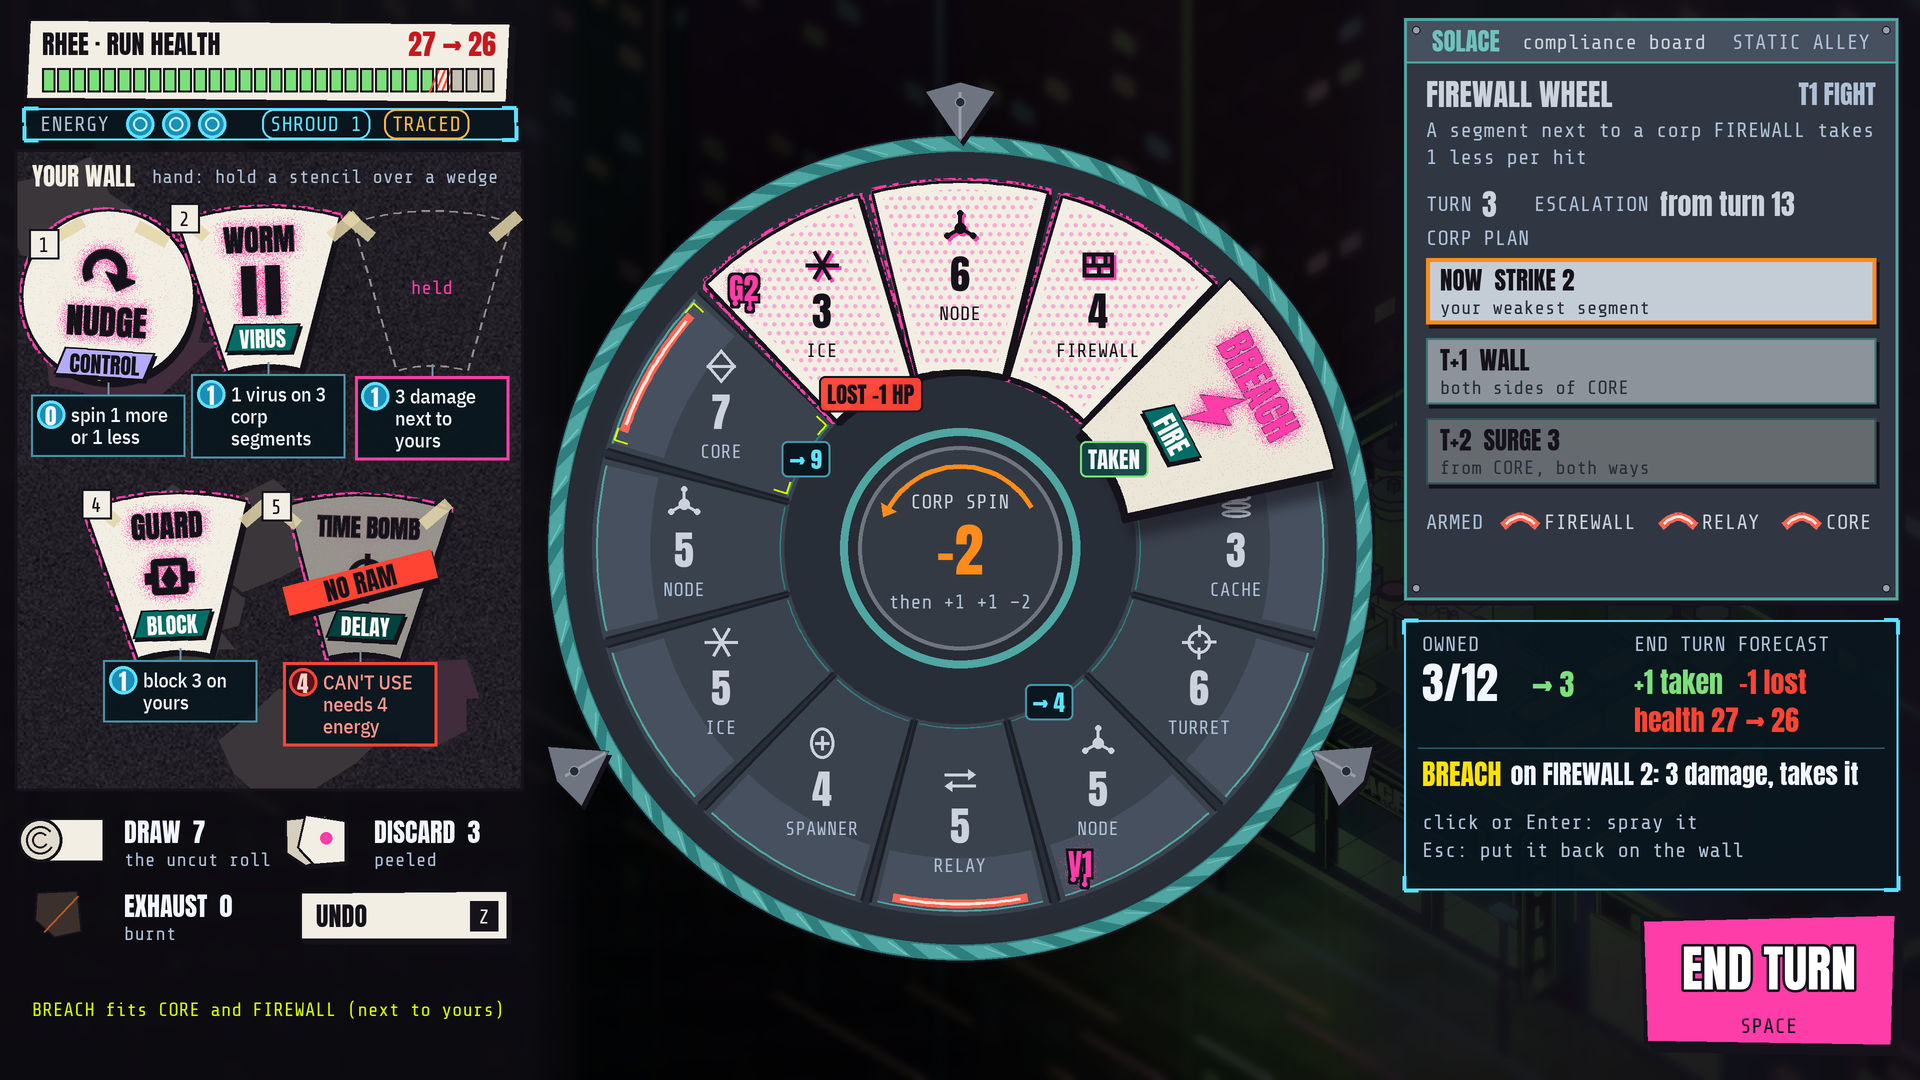 RHEE · RUN HEALTH 27 → 26
ENERGY SHROUD 1 TRACED
YOUR WALL hand: hold a stencil over a wedge
1
NUDGE
CONTROL
0 spin 1 more
or 1 less
2
WORM
VIRUS
1 1 virus on 3
corp
segments
held
1 3 damage
next to
yours
4
GUARD
BLOCK
1 block 3 on
yours
5
TIME BOMB
NO RAM
DELAY
4 CAN'T USE
needs 4
energy
DRAW 7
the uncut roll
DISCARD 3
peeled
EXHAUST 0
burnt
UNDO Z
BREACH fits CORE and FIREWALL (next to yours)
G2
3
ICE
6
NODE
4
FIREWALL
BREACH
FIRE
LOST -1 HP
TAKEN
7
CORE
→ 9
5
NODE
5
ICE
4
SPAWNER
5
RELAY
5
NODE
V1
→ 4
6
TURRET
3
CACHE
CORP SPIN
-2
then +1 +1 -2
SOLACE compliance board STATIC ALLEY
FIREWALL WHEEL T1 FIGHT
A segment next to a corp FIREWALL takes
1 less per hit
TURN 3 ESCALATION from turn 13
CORP PLAN
NOW STRIKE 2
your weakest segment
T+1 WALL
both sides of CORE
T+2 SURGE 3
from CORE, both ways
ARMED FIREWALL RELAY CORE
OWNED END TURN FORECAST
3/12 → 3 +1 taken -1 lost
health 27 → 26
BREACH on FIREWALL 2: 3 damage, takes it
click or Enter: spray it
Esc: put it back on the wall
END TURN
SPACE